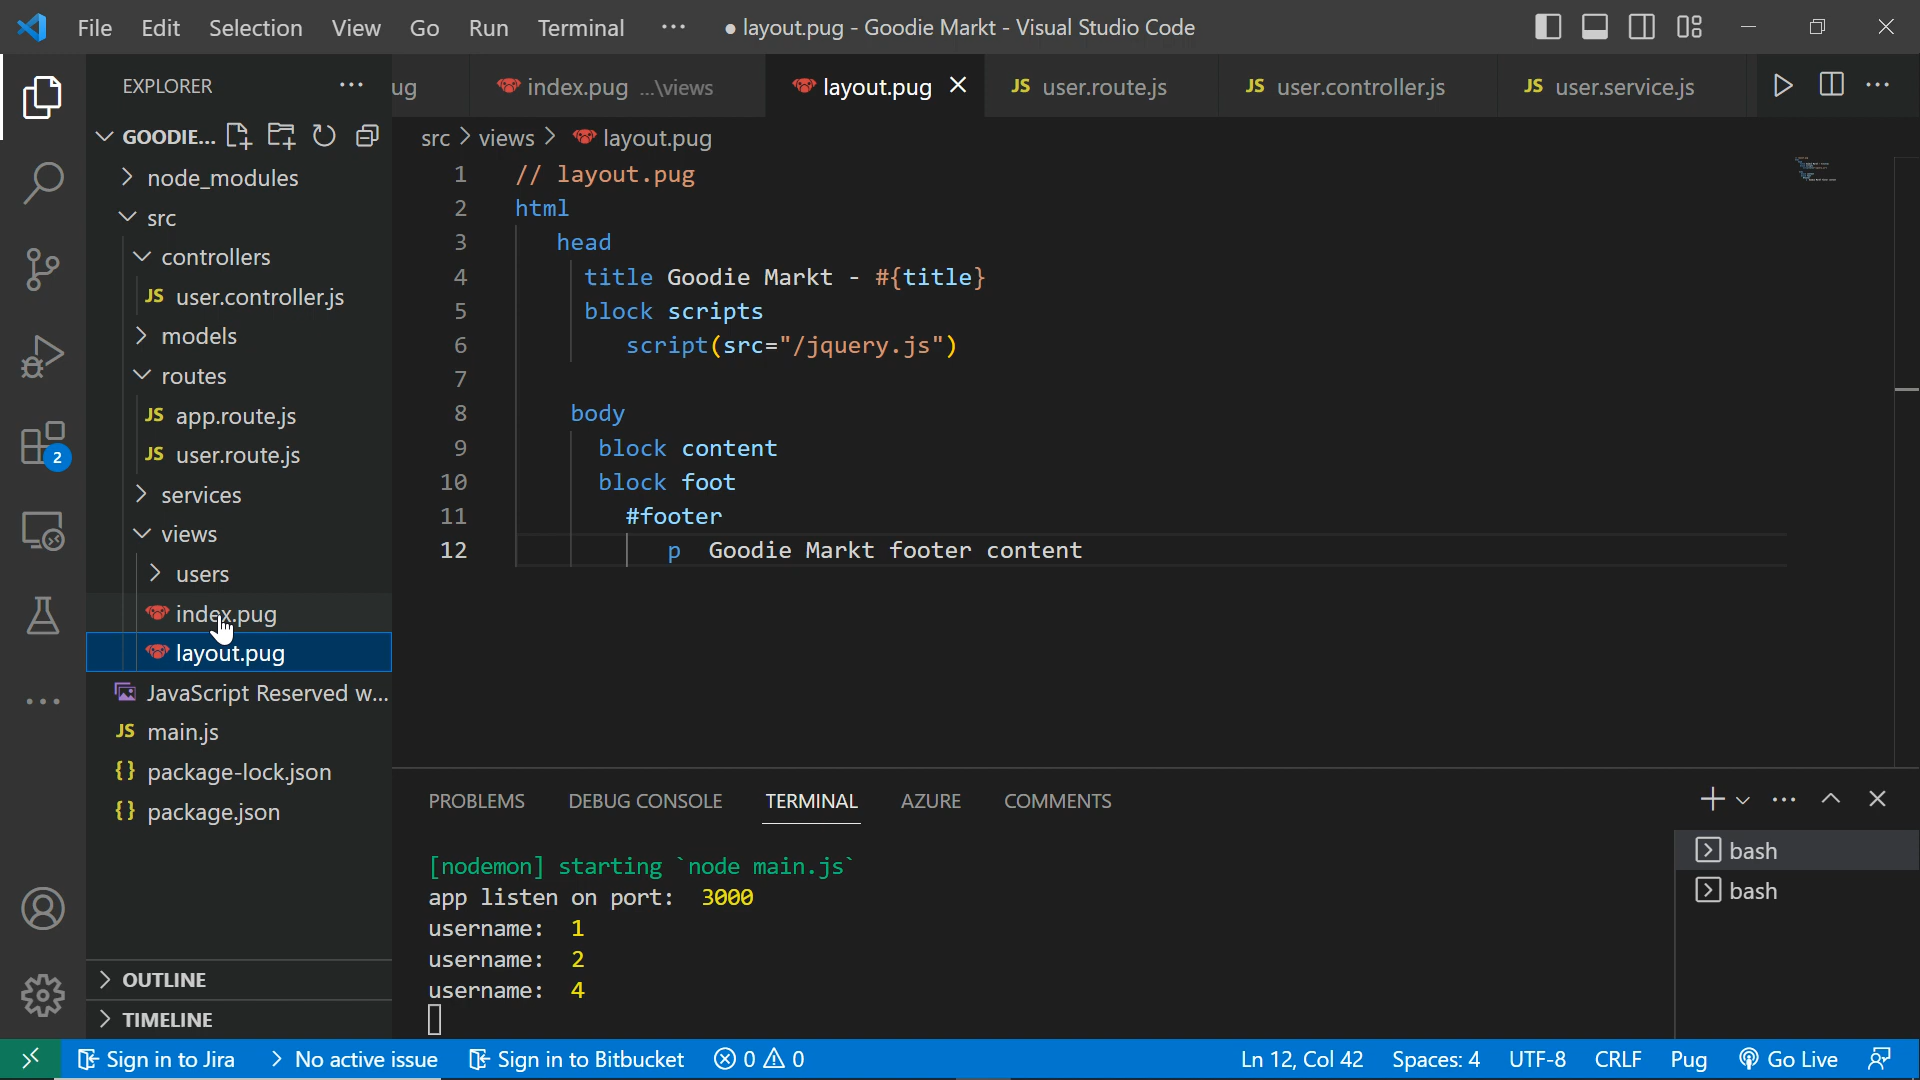 File Edit Selection View Go Run Terminal ··· ● layout.pug - Goodie Markt - Visual Studio Code
EXPLORER ··· ug index.pug ...\views layout.pug JS user.route.js JS user.controller.js JS user.service.js ···
GOODIE...
src > views > layout.pug
node_modules
src
controllers
JS user.controller.js
models
routes
JS app.route.js
JS user.route.js
services
views
users
index.pug
layout.pug
JavaScript Reserved w...
JS main.js
{} package-lock.json
{} package.json
OUTLINE
TIMELINE
2
1 // layout.pug
2 html
3 head
4 title Goodie Markt - #{title}
5 block scripts
6 script(src="/jquery.js")
7
8 body
9 block content
10 block foot
11 #footer
12 p Goodie Markt footer content
PROBLEMS DEBUG CONSOLE TERMINAL AZURE COMMENTS
[nodemon] starting `node main.js`
app listen on port: 3000
username: 1
username: 2
username: 4
bash
bash
Sign in to Jira No active issue Sign in to Bitbucket 0 0 Ln 12, Col 42 Spaces: 4 UTF-8 CRLF Pug Go Live